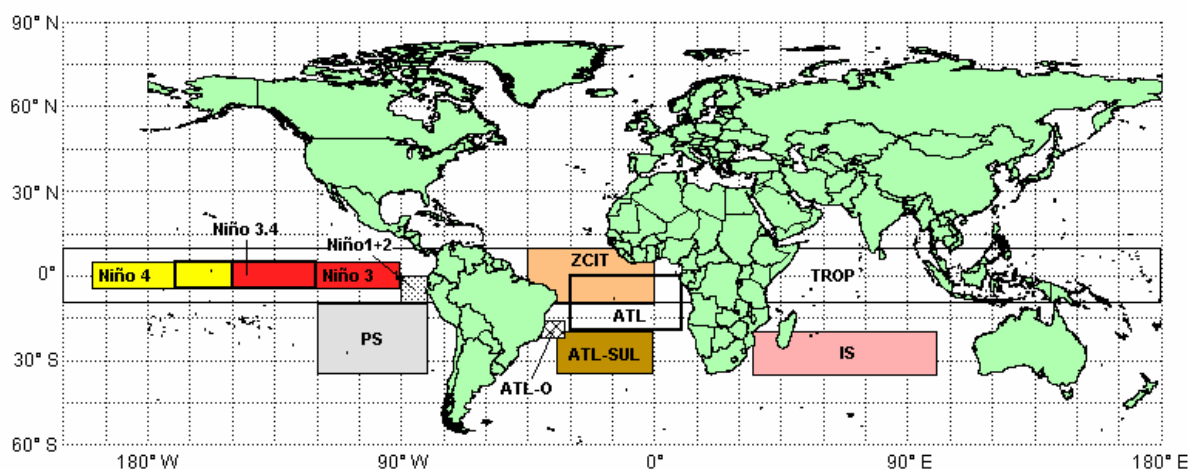 90° N
60° N
30° N
Niño 3.4
Niño1+2
ZCIT
0°
Niño 4
Niño 3
TROP
ATL
PS
30° S
ATL-SUL
IS
ATL-O
60° S
180° W
90° W
0°
90° E
180° E